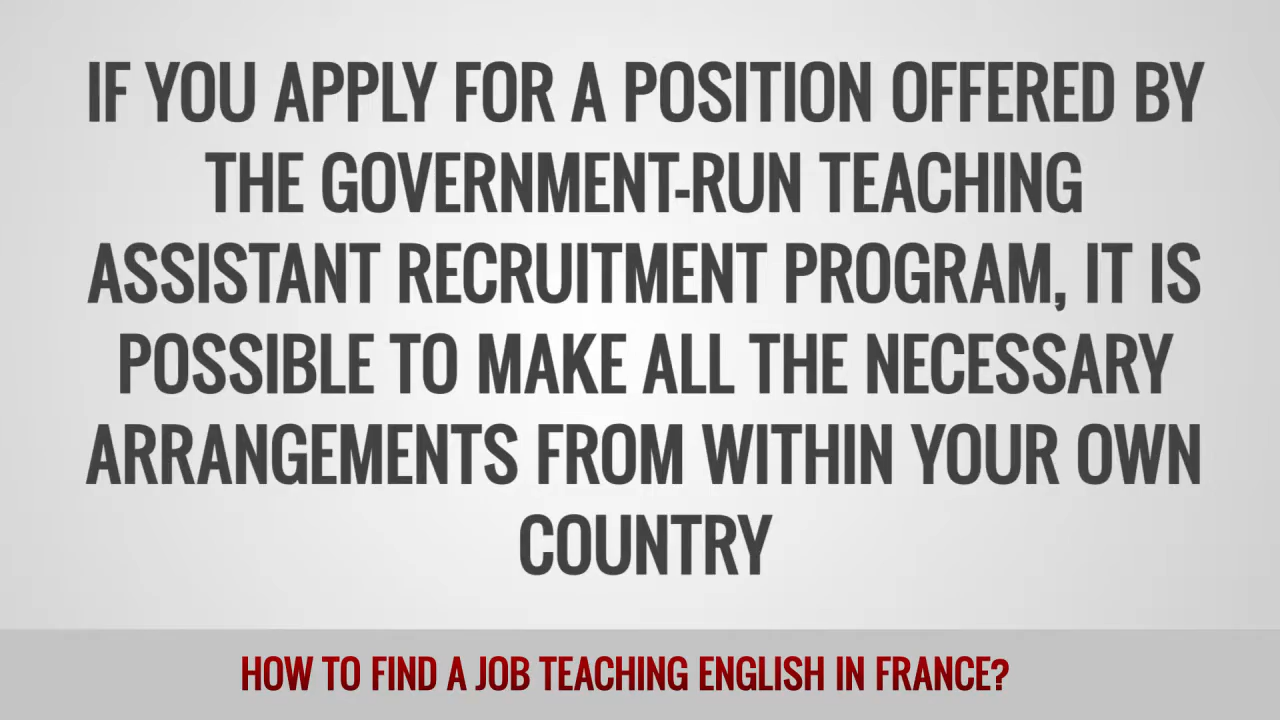 IF YOU APPLY FOR A POSITION OFFERED BY
THE GOVERNMENT-RUN TEACHING
ASSISTANT RECRUITMENT PROGRAM, IT IS
POSSIBLE TO MAKE ALL THE NECESSARY
ARRANGEMENTS FROM WITHIN YOUR OWN
COUNTRY
HOW TO FIND A JOB TEACHING ENGLISH IN FRANCE?